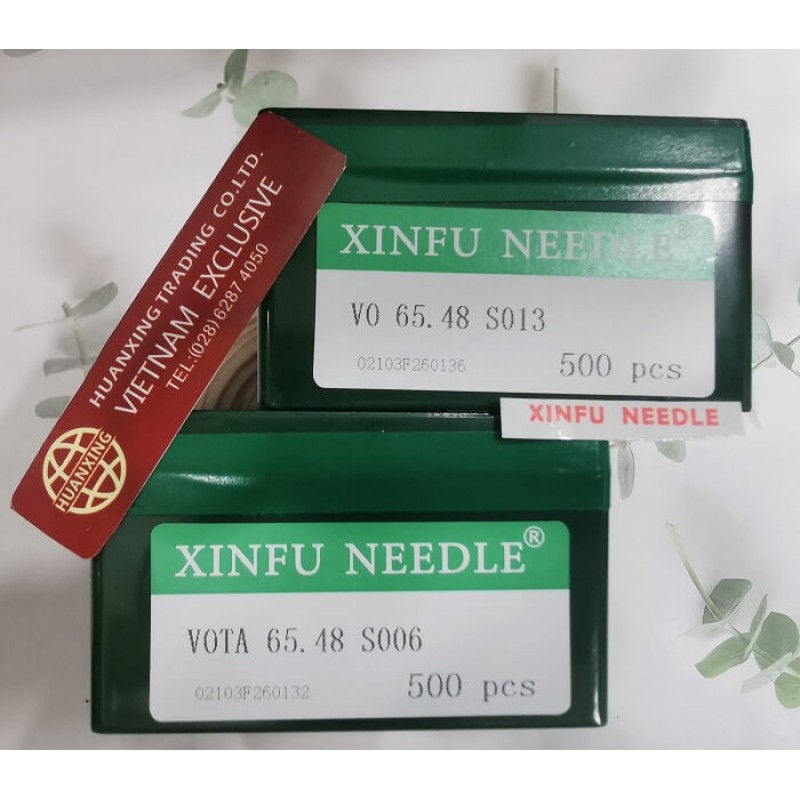 HUANXING TRADING CO.LTD.
VIETNAM EXCLUSIVE
TEL:(028)6287 4050
HUANXING
XINFU NEEDLE®
VO 65.48 S013
02103F260136
500 pcs
XINFU NEEDLE
XINFU NEEDLE®
VOTA 65.48 S006
02103F260132
500 pcs